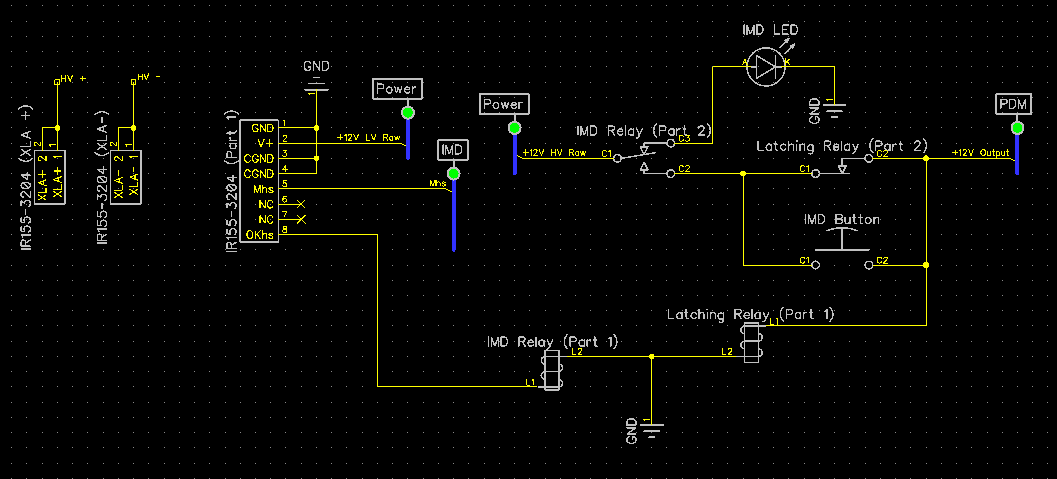 IMD LED
A
K
GND
1
HV +
HV -
IR155-3204 (XLA +)
2
1
XLA+ 2
XLA+ 1
IR155-3204 (XLA-)
2
1
XLA- 2
XLA- 1
GND
1
IR155-3204 (Part 1)
GND 1
V+ 2
CGND 3
CGND 4
Mhs 5
NC 6
NC 7
OKhs 8
Power
+12V LV Raw
IMD
Mhs
Power
+12V HV Raw
IMD Relay (Part 2)
C1
C3
C2
Latching Relay (Part 2)
C1
C2
PDM
+12V Output
IMD Button
C1
C2
Latching Relay (Part 1)
L1
L2
IMD Relay (Part 1)
L2
L1
GND
1